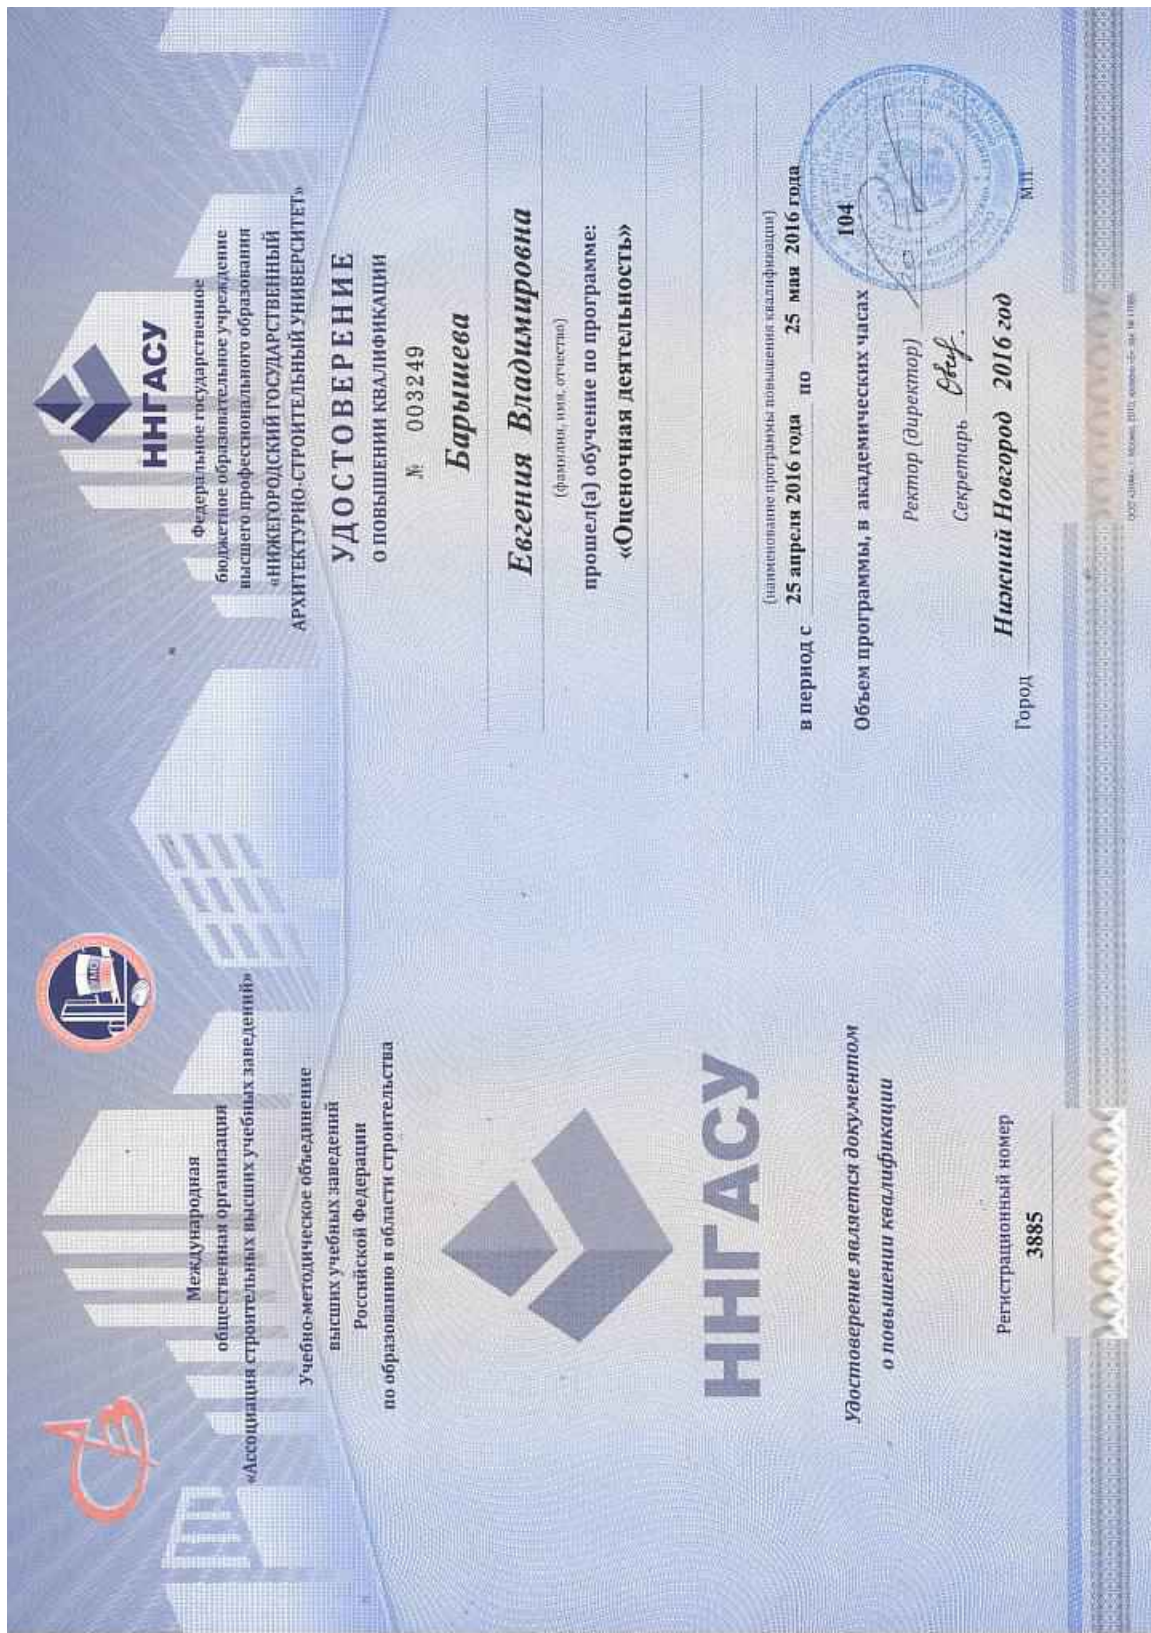 Международная
общественная организация
«Ассоциация строительных высших учебных заведений»
Учебно-методическое объединение
высших учебных заведений
Российской Федерации
по образованию в области строительства
ННГАСУ
Удостоверение является документом
о повышении квалификации
Регистрационный номер
3885
ННГАСУ
Федеральное государственное
бюджетное образовательное учреждение
высшего профессионального образования
«НИЖЕГОРОДСКИЙ ГОСУДАРСТВЕННЫЙ
АРХИТЕКТУРНО-СТРОИТЕЛЬНЫЙ УНИВЕРСИТЕТ»
УДОСТОВЕРЕНИЕ
О ПОВЫШЕНИИ КВАЛИФИКАЦИИ
№ 003249
Барышева
Евгения Владимировна
(фамилия, имя, отчество)
прошел(а) обучение по программе:
«Оценочная деятельность»
(наименование программы повышения квалификации)
в период с 25 апреля 2016 года по 25 мая 2016 года
Объем программы, в академических часах 104
Ректор (директор)
Секретарь
М.П.
Город Нижний Новгород 2016 год